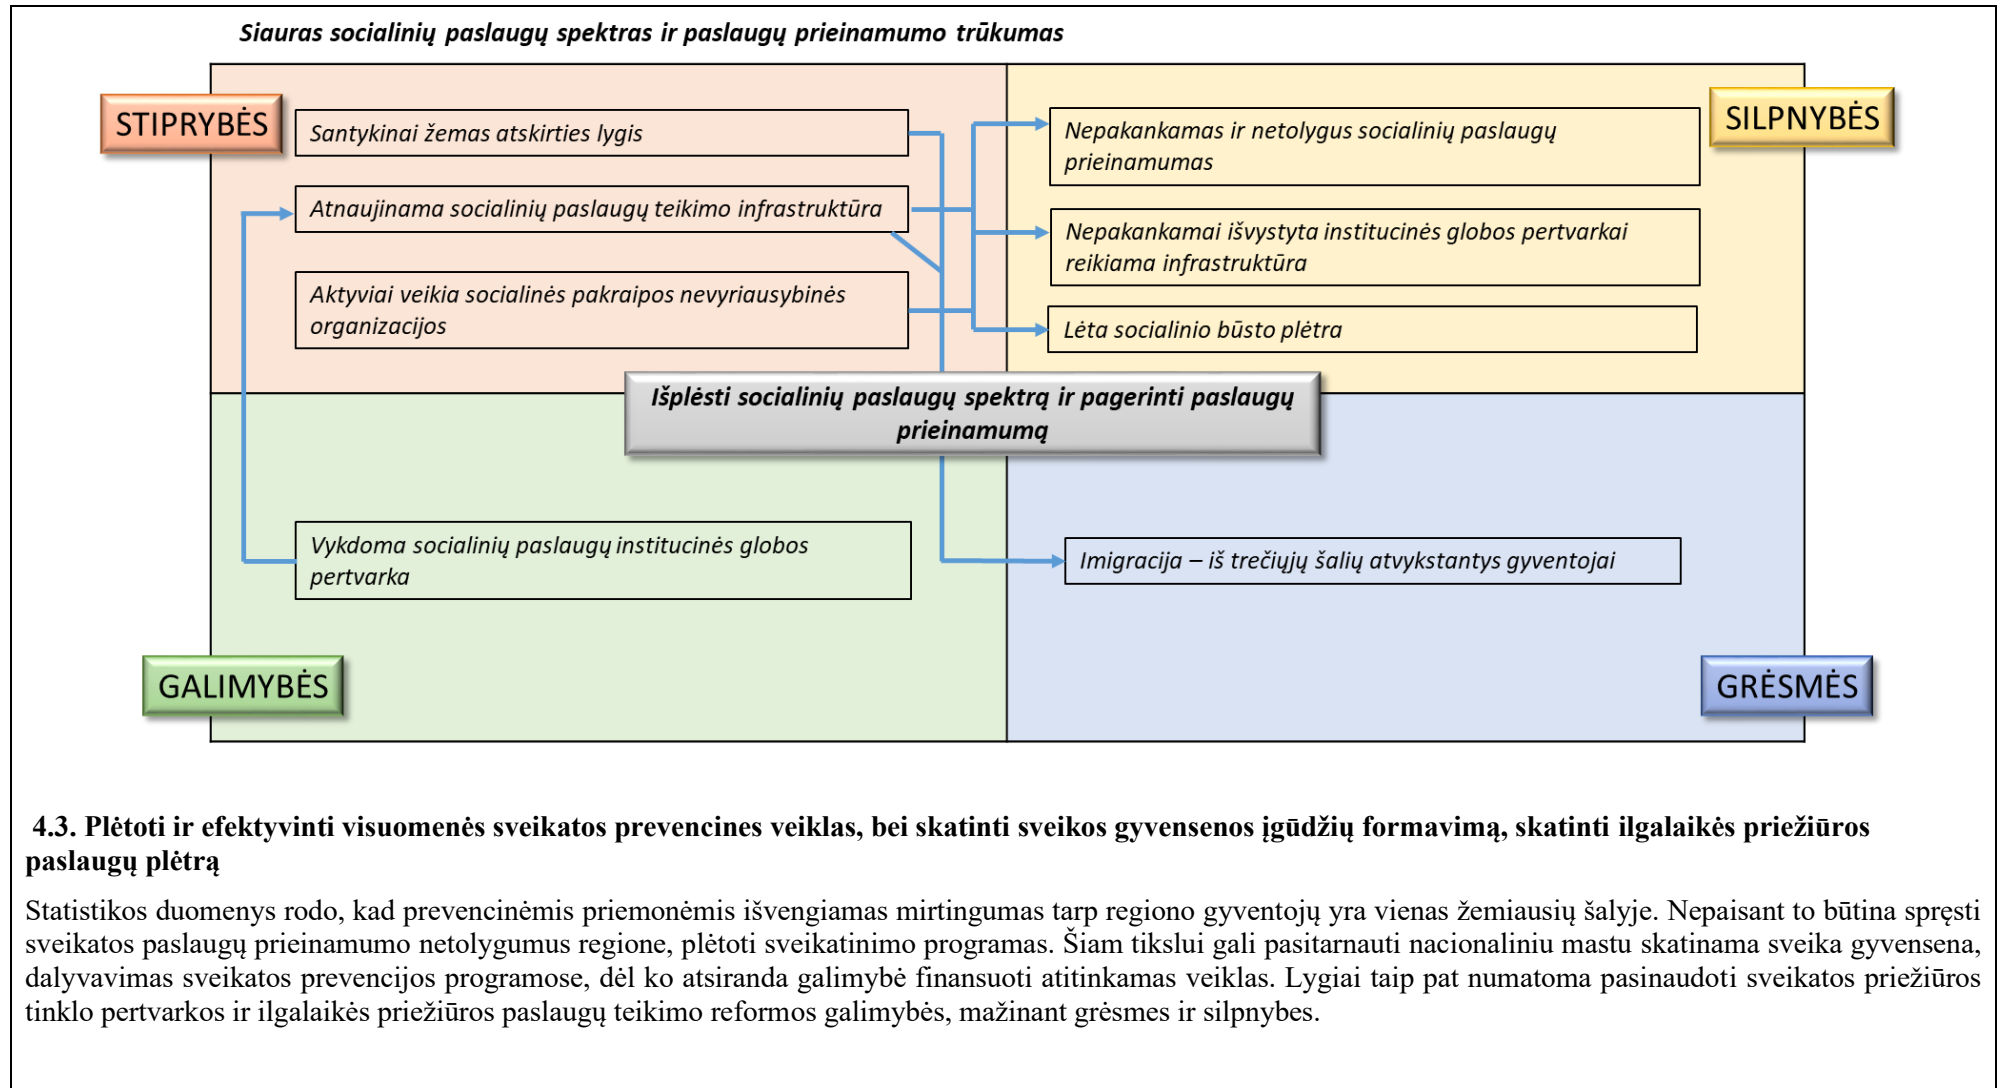 Siauras socialinių paslaugų spektras ir paslaugų prieinamumo trūkumas
STIPRYBĖS
Santykinai žemas atskirties lygis
Atnaujinama socialinių paslaugų teikimo infrastruktūra
Aktyviai veikia socialinės pakraipos nevyriausybinės
organizacijos
SILPNYBĖS
Nepakankamas ir netolygus socialinių paslaugų
prieinamumas
Nepakankamai išvystyta institucinės globos pertvarkai
reikiama infrastruktūra
Lėta socialinio būsto plėtra
Išplėsti socialinių paslaugų spektrą ir pagerinti paslaugų
prieinamumą
Vykdoma socialinių paslaugų institucinės globos
pertvarka
GALIMYBĖS
Imigracija – iš trečiųjų šalių atvykstantys gyventojai
GRĖSMĖS
4.3. Plėtoti ir efektyvinti visuomenės sveikatos prevencines veiklas, bei skatinti sveikos gyvensenos įgūdžių formavimą, skatinti ilgalaikės priežiūros
paslaugų plėtrą
Statistikos duomenys rodo, kad prevencinėmis priemonėmis išvengiamas mirtingumas tarp regiono gyventojų yra vienas žemiausių šalyje. Nepaisant to būtina spręsti
sveikatos paslaugų prieinamumo netolygumus regione, plėtoti sveikatinimo programas. Šiam tikslui gali pasitarnauti nacionaliniu mastu skatinama sveika gyvensena,
dalyvavimas sveikatos prevencijos programose, dėl ko atsiranda galimybė finansuoti atitinkamas veiklas. Lygiai taip pat numatoma pasinaudoti sveikatos priežiūros
tinklo pertvarkos ir ilgalaikės priežiūros paslaugų teikimo reformos galimybės, mažinant grėsmes ir silpnybes.